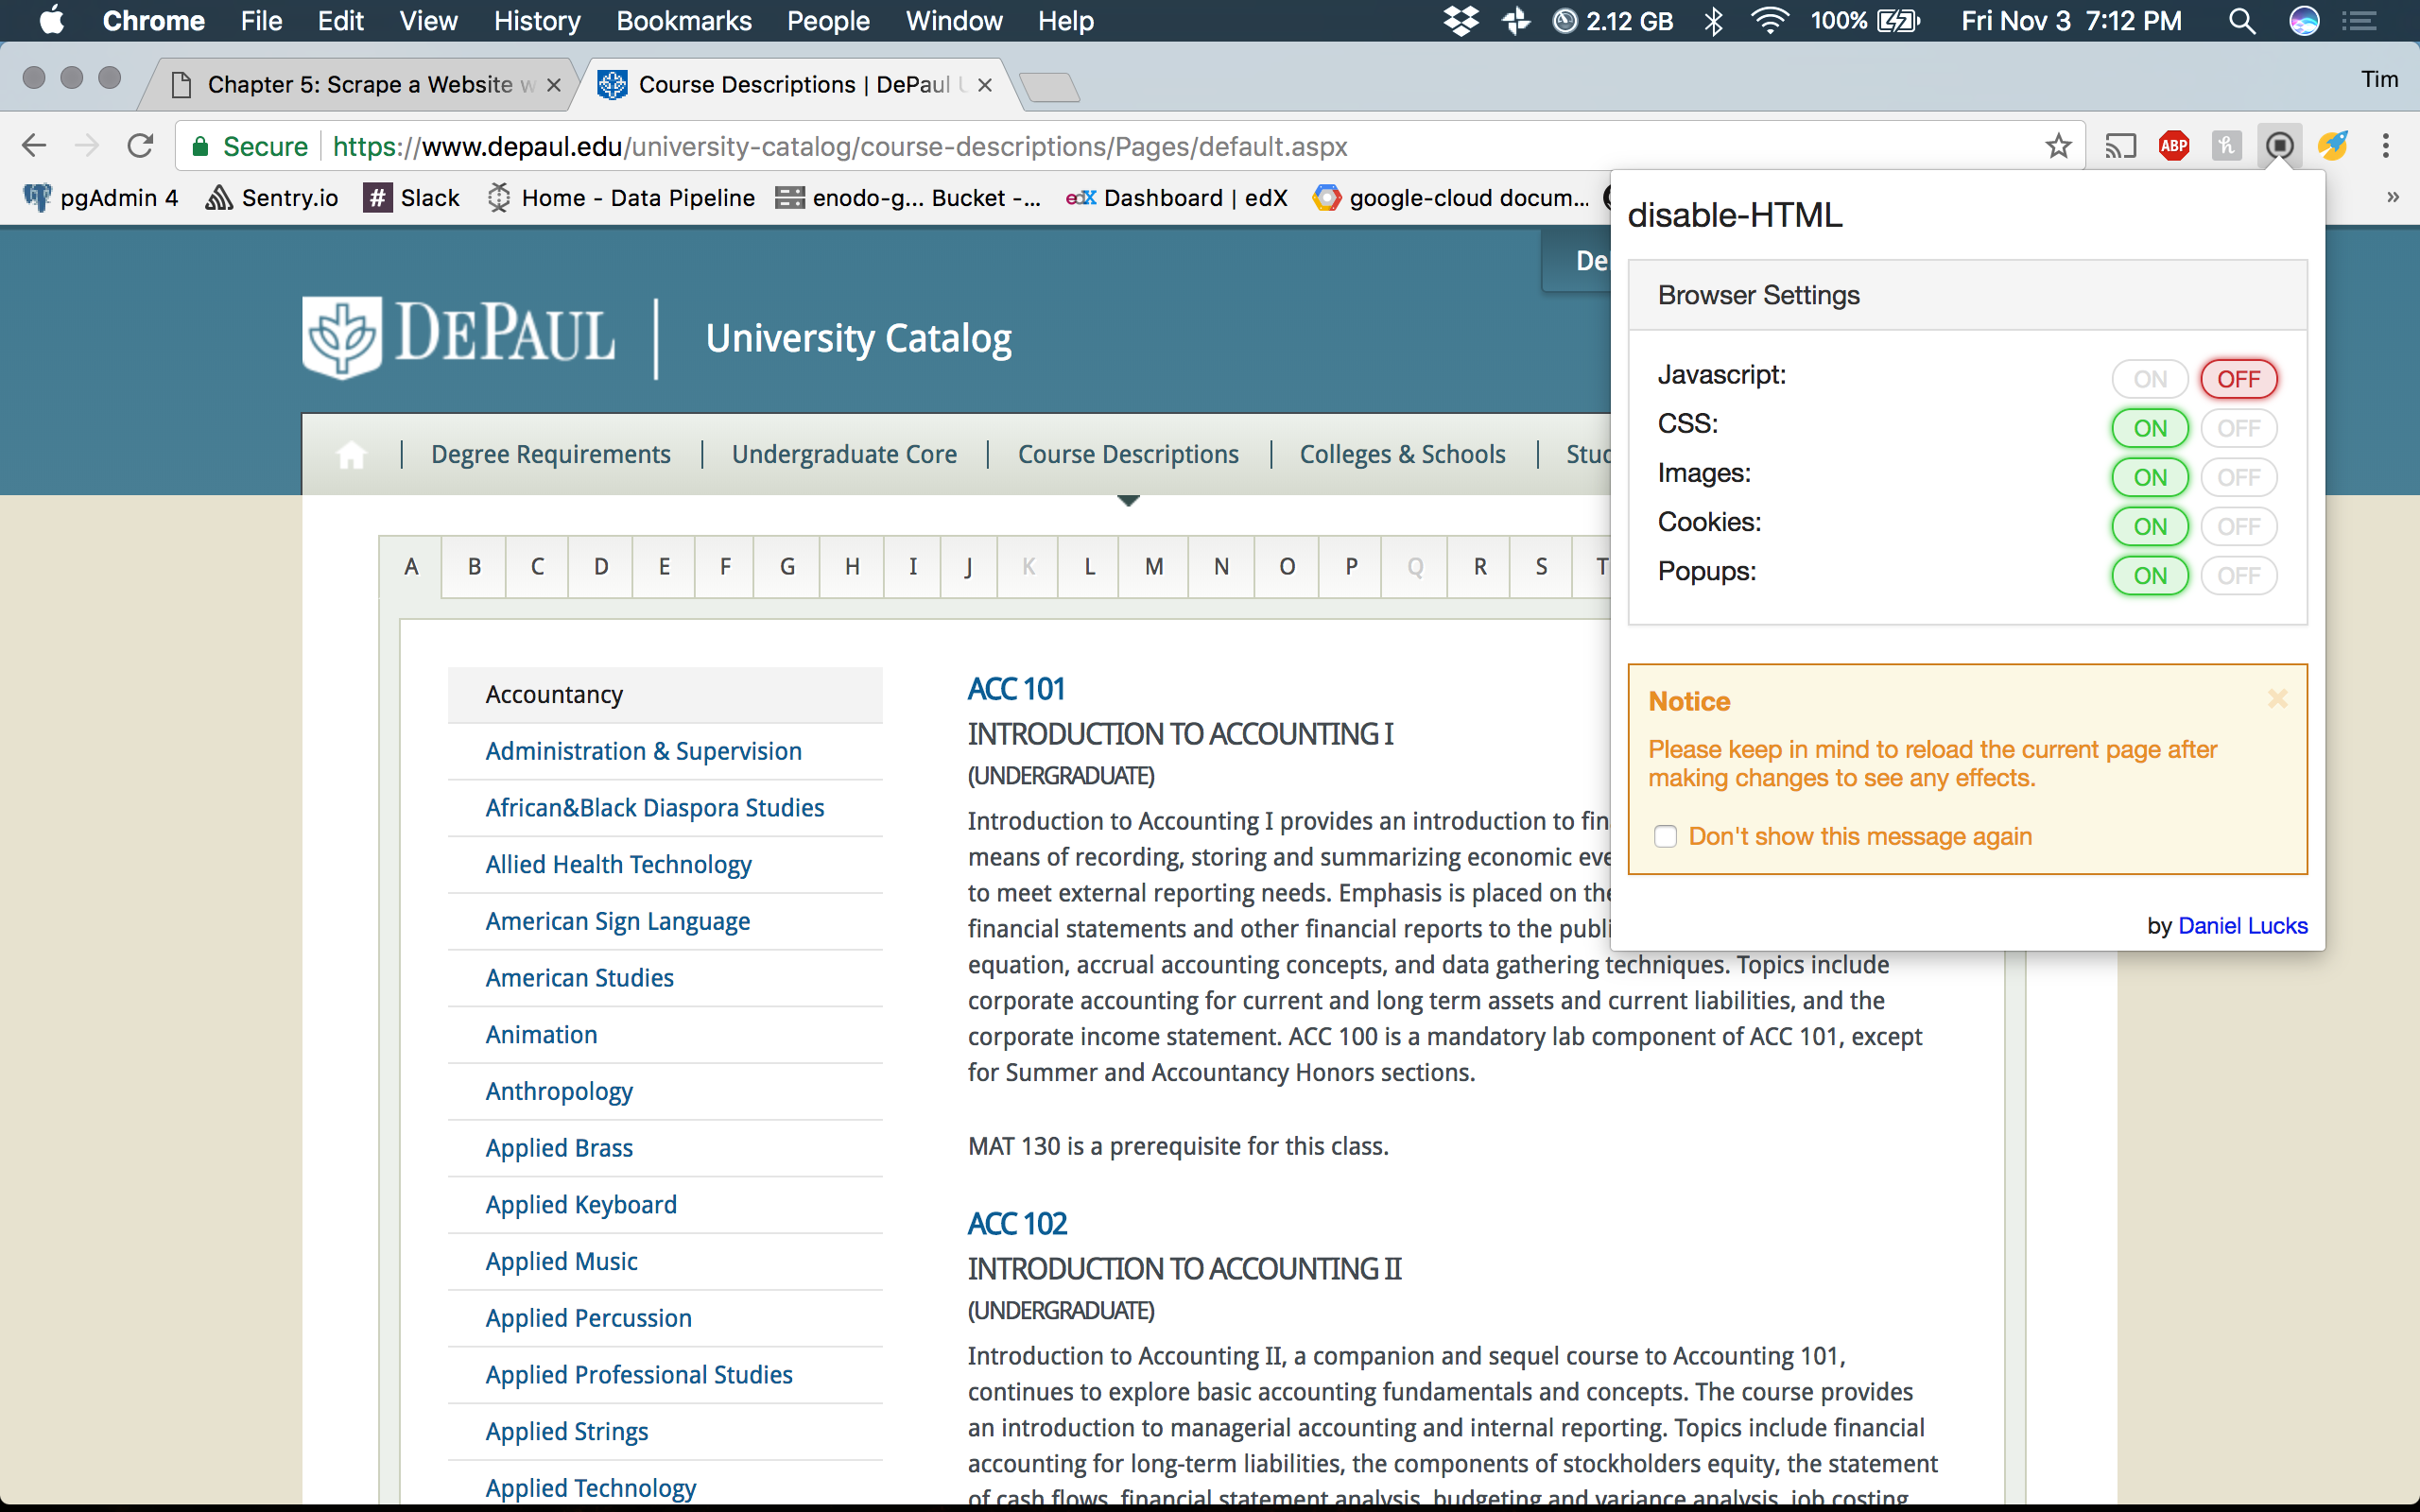 Chrome File Edit View History Bookmarks People Window Help 2.12 GB 100% Fri Nov 3 7:12 PM
Chapter 5: Scrape a Website w
Course Descriptions | DePaul U
Tim
Secure https://www.depaul.edu/university-catalog/course-descriptions/Pages/default.aspx
ABP
h
pgAdmin 4 Sentry.io # Slack Home - Data Pipeline enodo-g... Bucket -... edX Dashboard | edX google-cloud docum... »
DEPAUL University Catalog
De
Degree Requirements Undergraduate Core Course Descriptions Colleges & Schools Stud
A B C D E F G H I J K L M N O P Q R S T
Accountancy
Administration & Supervision
African&Black Diaspora Studies
Allied Health Technology
American Sign Language
American Studies
Animation
Anthropology
Applied Brass
Applied Keyboard
Applied Music
Applied Percussion
Applied Professional Studies
Applied Strings
Applied Technology
ACC 101
INTRODUCTION TO ACCOUNTING I
(UNDERGRADUATE)
Introduction to Accounting I provides an introduction to fin
means of recording, storing and summarizing economic eve
to meet external reporting needs. Emphasis is placed on the
financial statements and other financial reports to the publi
equation, accrual accounting concepts, and data gathering techniques. Topics include
corporate accounting for current and long term assets and current liabilities, and the
corporate income statement. ACC 100 is a mandatory lab component of ACC 101, except
for Summer and Accountancy Honors sections.
MAT 130 is a prerequisite for this class.
ACC 102
INTRODUCTION TO ACCOUNTING II
(UNDERGRADUATE)
Introduction to Accounting II, a companion and sequel course to Accounting 101,
continues to explore basic accounting fundamentals and concepts. The course provides
an introduction to managerial accounting and internal reporting. Topics include financial
accounting for long-term liabilities, the components of stockholders equity, the statement
of cash flows, financial statement analysis, budgeting and variance analysis, job costing
disable-HTML
Browser Settings
Javascript: ON OFF
CSS: ON OFF
Images: ON OFF
Cookies: ON OFF
Popups: ON OFF
Notice
Please keep in mind to reload the current page after
making changes to see any effects.
Don't show this message again
by Daniel Lucks